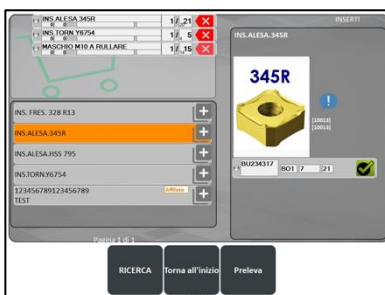 INS.ALESA.345R 1/ 21
INS.TORN.Y6754 1/ 5
MASCHIO M10 A RULLARE 1/ 15
INS. FRES. 328 R13
INS.ALESA.345R
INS.ALESA.HSS 795
INS.TORN.Y6754
123456789123456789 Affilato
TEST
Pagina 1 di 1
INSERTI
INS.ALESA.345R
345R
[10013]
[10013]
BU234317 BO1 7 21
RICERCA Torna all'inizio Preleva